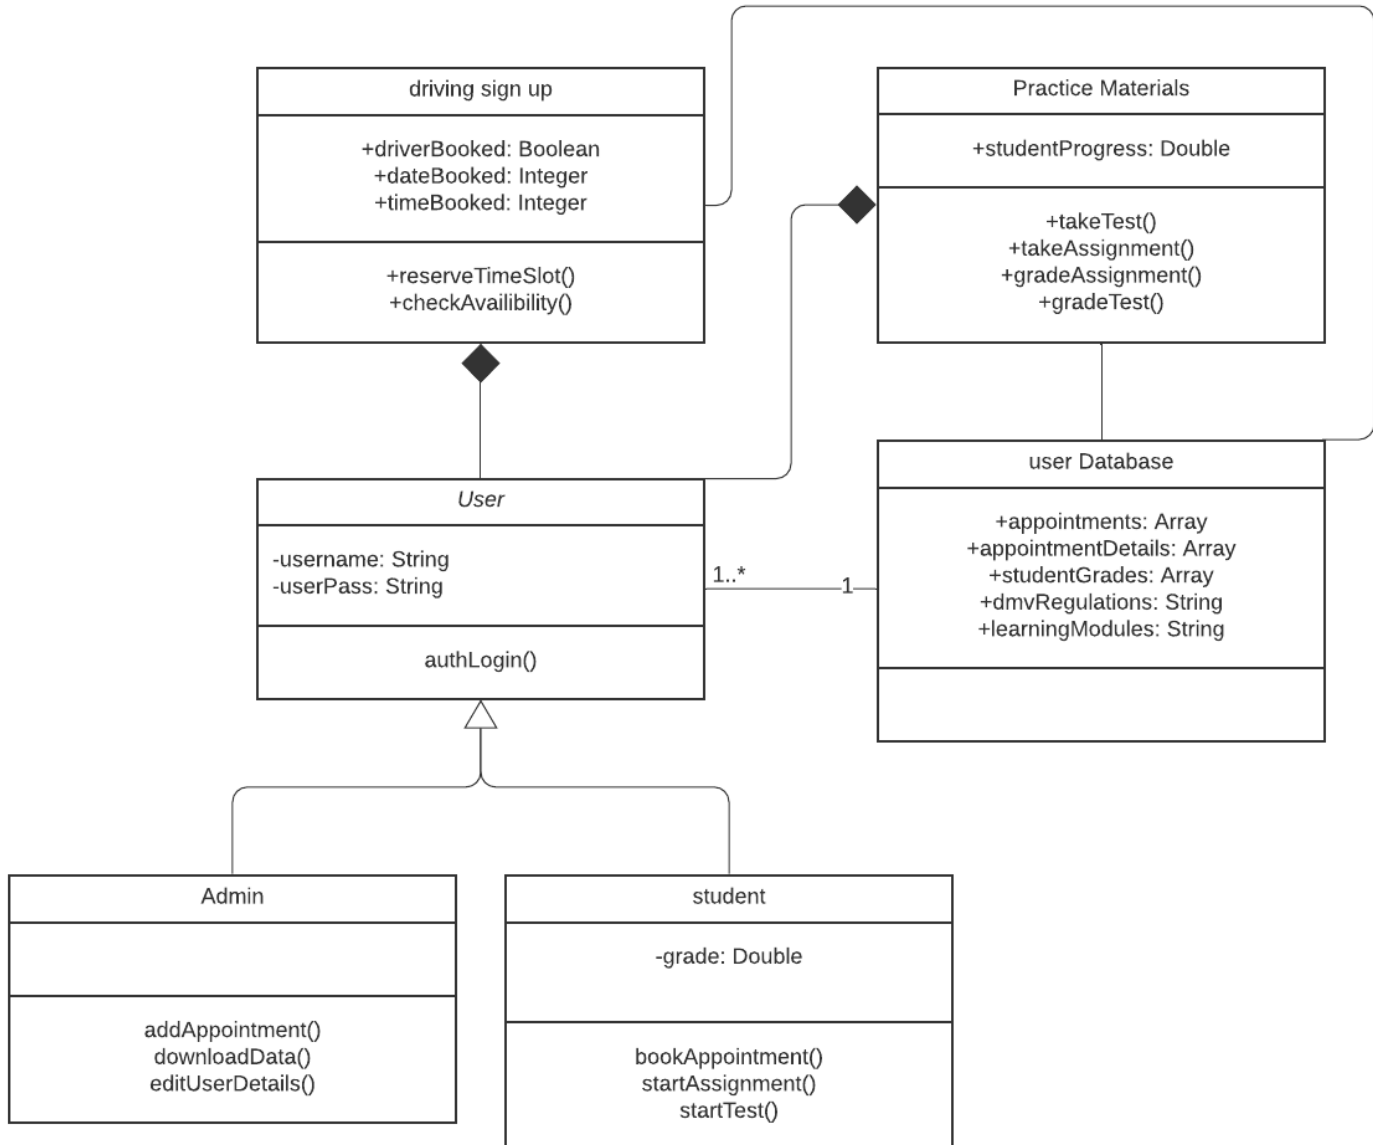 driving sign up
+driverBooked: Boolean
+dateBooked: Integer
+timeBooked: Integer
+reserveTimeSlot()
+checkAvailibility()
Practice Materials
+studentProgress: Double
+takeTest()
+takeAssignment()
+gradeAssignment()
+gradeTest()
User
-username: String
-userPass: String
authLogin()
1..*
1
user Database
+appointments: Array
+appointmentDetails: Array
+studentGrades: Array
+dmvRegulations: String
+learningModules: String
Admin
addAppointment()
downloadData()
editUserDetails()
student
-grade: Double
bookAppointment()
startAssignment()
startTest()